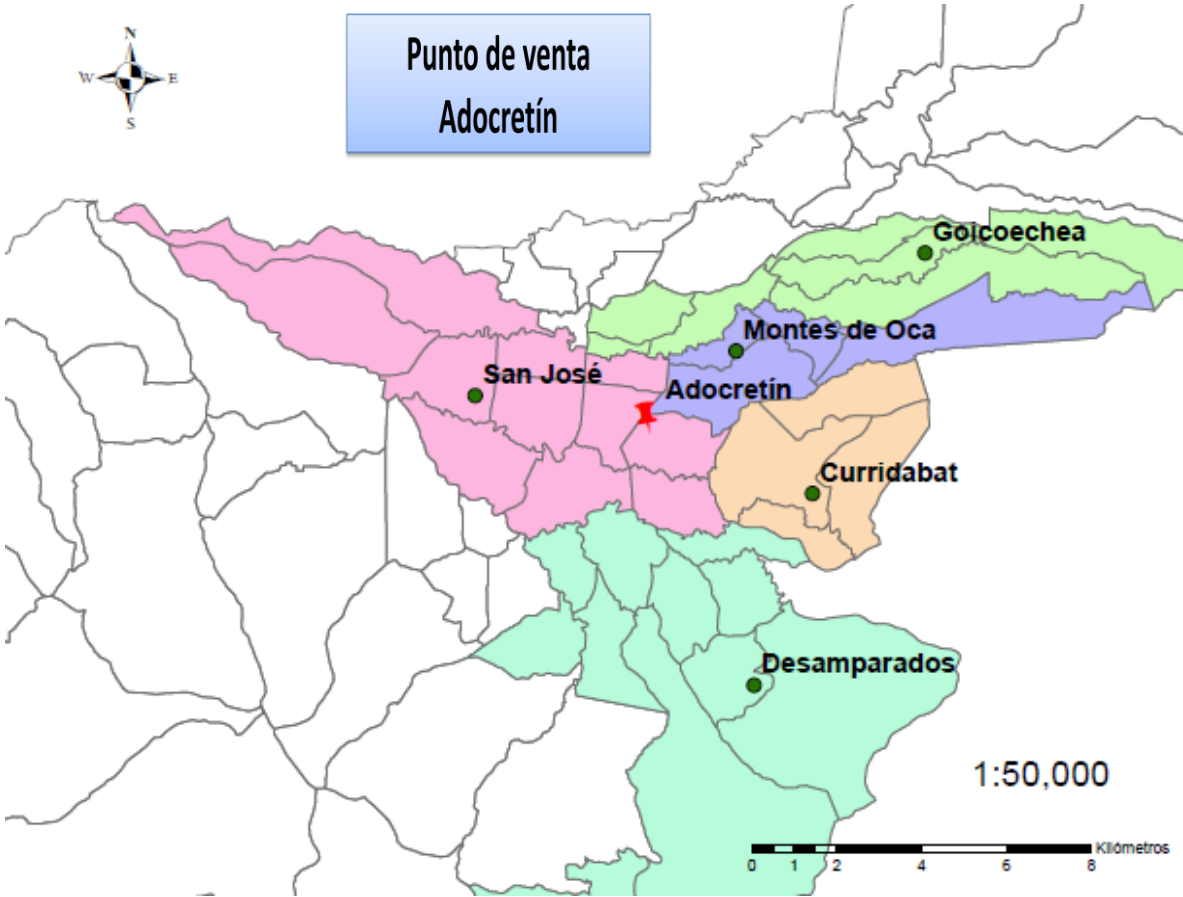 N
W E
S
Punto de venta
Adocretín
Goicoechea
Montes de Oca
San José
Adocretín
Curridabat
Desamparados
1:50,000
Kilómetros
0 1 2 4 6 8